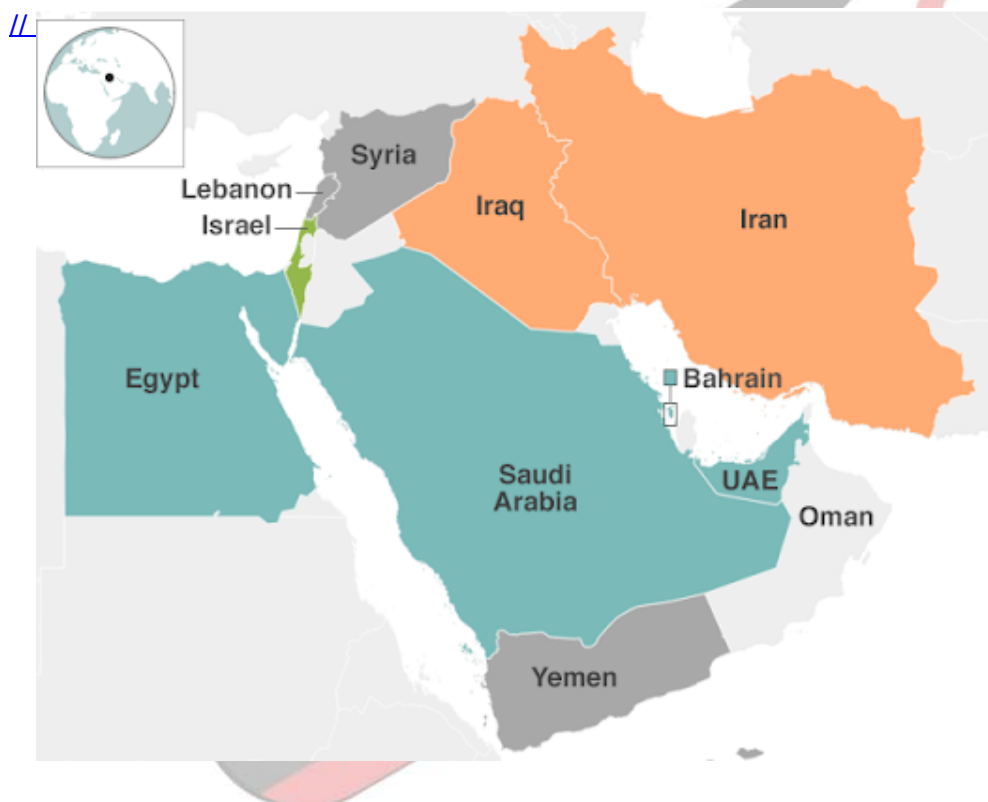 //
Syria
Lebanon
Israel
Iraq
Iran
Egypt
Bahrain
Saudi
Arabia
UAE
Oman
Yemen